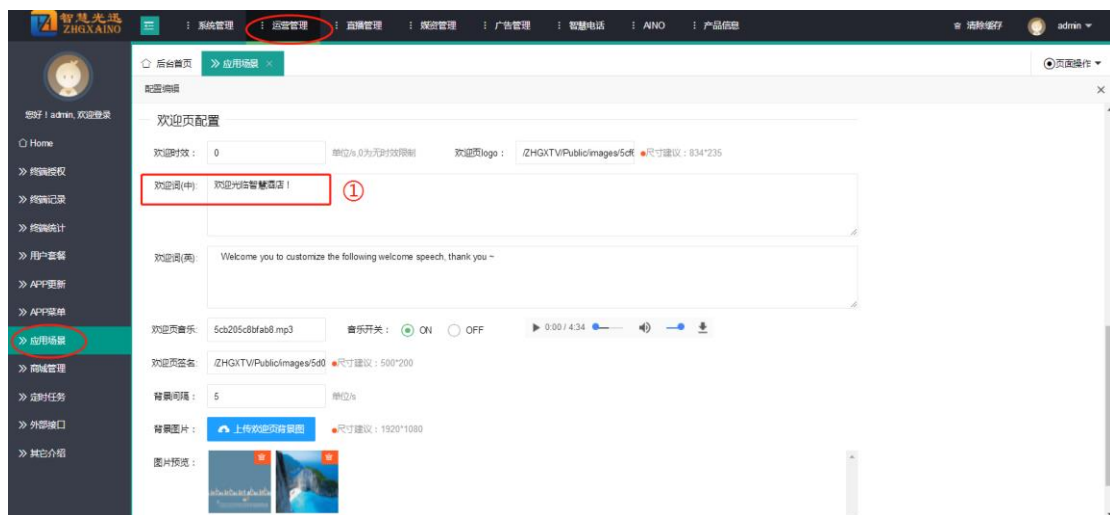 智慧光迅
ZHGXAINO
系统管理 运营管理 直播管理 媒资管理 广告管理 智慧电话 AINO 产品信息 清除缓存 admin
后台首页 应用场景 × 页面操作
配置编辑 ×
您好！admin, 欢迎登录
Home
终端授权
终端记录
终端统计
用户套餐
APP更新
APP菜单
应用场景
商城管理
定时任务
外部接口
其它介绍
欢迎页配置
欢迎时效： 0 单位/s,0为无时效限制 欢迎页logo： /ZHGXTV/Public/images/5cff 尺寸建议：834*235
欢迎词(中): 欢迎光临智慧酒店！ ①
欢迎词(英): Welcome you to customize the following welcome speech, thank you ~
欢迎页音乐: 5cb205c8bfab8.mp3 音乐开关： ON OFF 0:00 / 4:34
欢迎页签名: /ZHGXTV/Public/images/5d0 尺寸建议：500*200
背景间隔： 5 单位/s
背景图片： 上传欢迎页背景图 尺寸建议：1920*1080
图片预览：